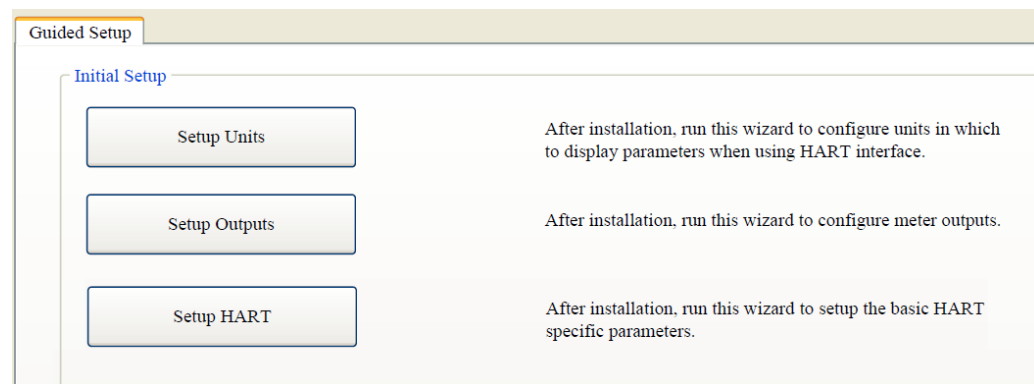 Guided Setup
Initial Setup
Setup Units
After installation, run this wizard to configure units in which
to display parameters when using HART interface.
Setup Outputs
After installation, run this wizard to configure meter outputs.
Setup HART
After installation, run this wizard to setup the basic HART
specific parameters.